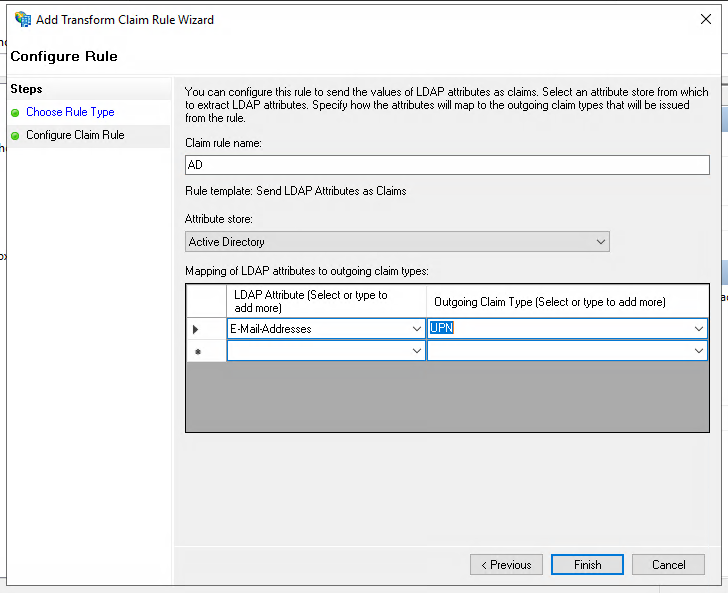 Add Transform Claim Rule Wizard
Configure Rule
Steps
Choose Rule Type
Configure Claim Rule
You can configure this rule to send the values of LDAP attributes as claims. Select an attribute store from which
to extract LDAP attributes. Specify how the attributes will map to the outgoing claim types that will be issued
from the rule.
Claim rule name:
AD
Rule template: Send LDAP Attributes as Claims
Attribute store:
Active Directory
Mapping of LDAP attributes to outgoing claim types:
LDAP Attribute (Select or type to
add more)
Outgoing Claim Type (Select or type to add more)
E-Mail-Addresses
UPN
< Previous
Finish
Cancel